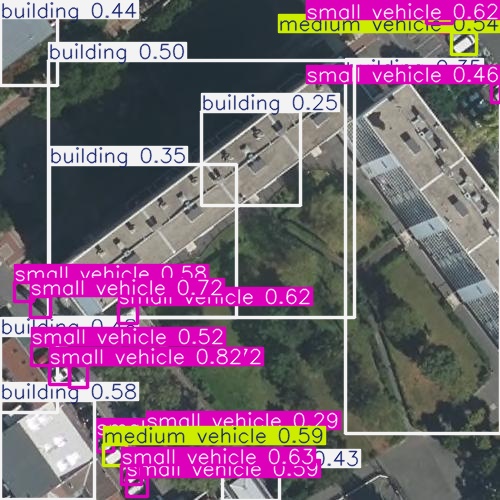 small vehicle 0.62
building 0.44
medium vehicle 0.54
building 0.50
small vehicle 0.46
building 0.25
building 0.35
small vehicle 0.58
small vehicle 0.72
small vehicle 0.62
building
small vehicle 0.52
small vehicle 0.82
building 0.58
small vehicle 0.29
medium vehicle 0.59
small vehicle 0.63
small vehicle 0.59
0.43